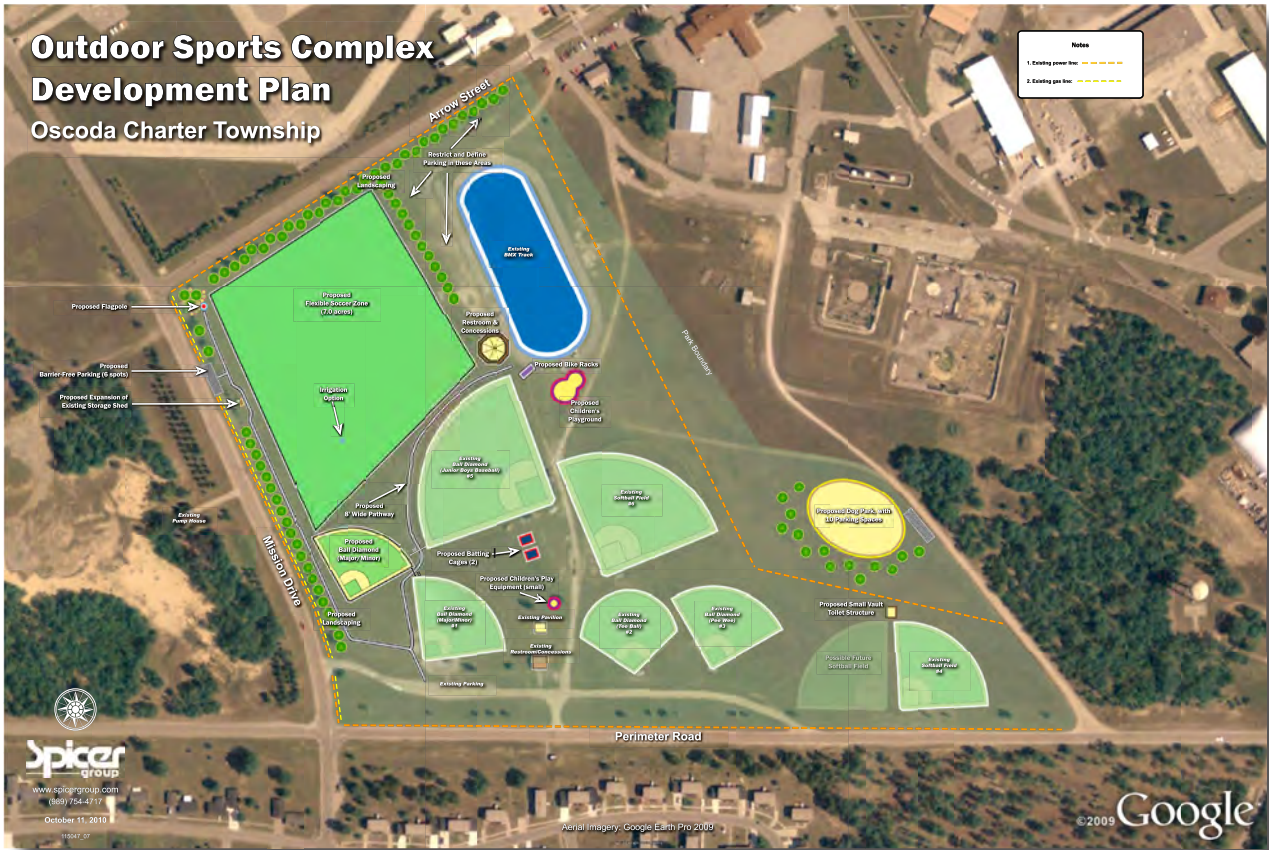 Outdoor Sports Complex
Development Plan
Oscoda Charter Township
Notes
1. Existing power line:
2. Existing gas line:
Arrow Street
Restrict and Define
Parking in these Areas
Proposed
Landscaping
Existing
BMX Track
Proposed
Flexible Soccer Zone
(7.0 acres)
Proposed Flagpole
Proposed
Restroom &
Concessions
Park Boundary
Proposed
Barrier-Free Parking (6 spots)
Proposed Bike Racks
Proposed Expansion of
Existing Storage Shed
Irrigation
Option
Proposed
Children's
Playground
Existing
Ball Diamond
(Junior Boys Baseball)
#5
Existing
Softball Field
Proposed
8' Wide Pathway
Existing
Pump House
Proposed Dog Park, with
10 Parking Spaces
Mission Drive
Proposed
Ball Diamond
(Major/Minor)
Proposed Batting
Cages (2)
Proposed Children's Play
Equipment (small)
Proposed
Landscaping
Existing
Ball Diamond
(Major/Minor)
#1
Existing Pavilion
Existing
Ball Diamond
(Tee Ball)
#2
Existing
Ball Diamond
(Pee Wee)
#3
Proposed Small Vault
Toilet Structure
Existing
Restroom/Concessions
Possible Future
Softball Field
Existing
Softball Field
Existing Parking
Perimeter Road
Spicer
group
www.spicergroup.com
(989) 754-4717
October 11, 2010
115047_07
Aerial Imagery: Google Earth Pro 2009
©2009 Google